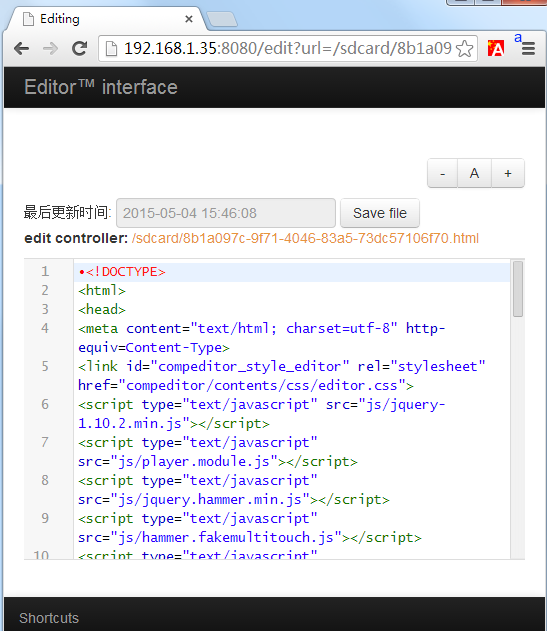 Editing
192.168.1.35:8080/edit?url=/sdcard/8b1a09
A
a
Editor™ interface
- A +
最后更新时间: 2015-05-04 15:46:08 Save file
edit controller: /sdcard/8b1a097c-9f71-4046-83a5-73dc57106f70.html
1 •<!DOCTYPE>
2 <html>
3 <head>
4 <meta content="text/html; charset=utf-8" http-
equiv=Content-Type>
5 <link id="compeditor_style_editor" rel="stylesheet"
href="compeditor/contents/css/editor.css">
6 <script type="text/javascript" src="js/jquery-
1.10.2.min.js"></script>
7 <script type="text/javascript"
src="js/player.module.js"></script>
8 <script type="text/javascript"
src="js/jquery.hammer.min.js"></script>
9 <script type="text/javascript"
src="js/hammer.fakemultitouch.js"></script>
10 <script type="text/javascript"
Shortcuts